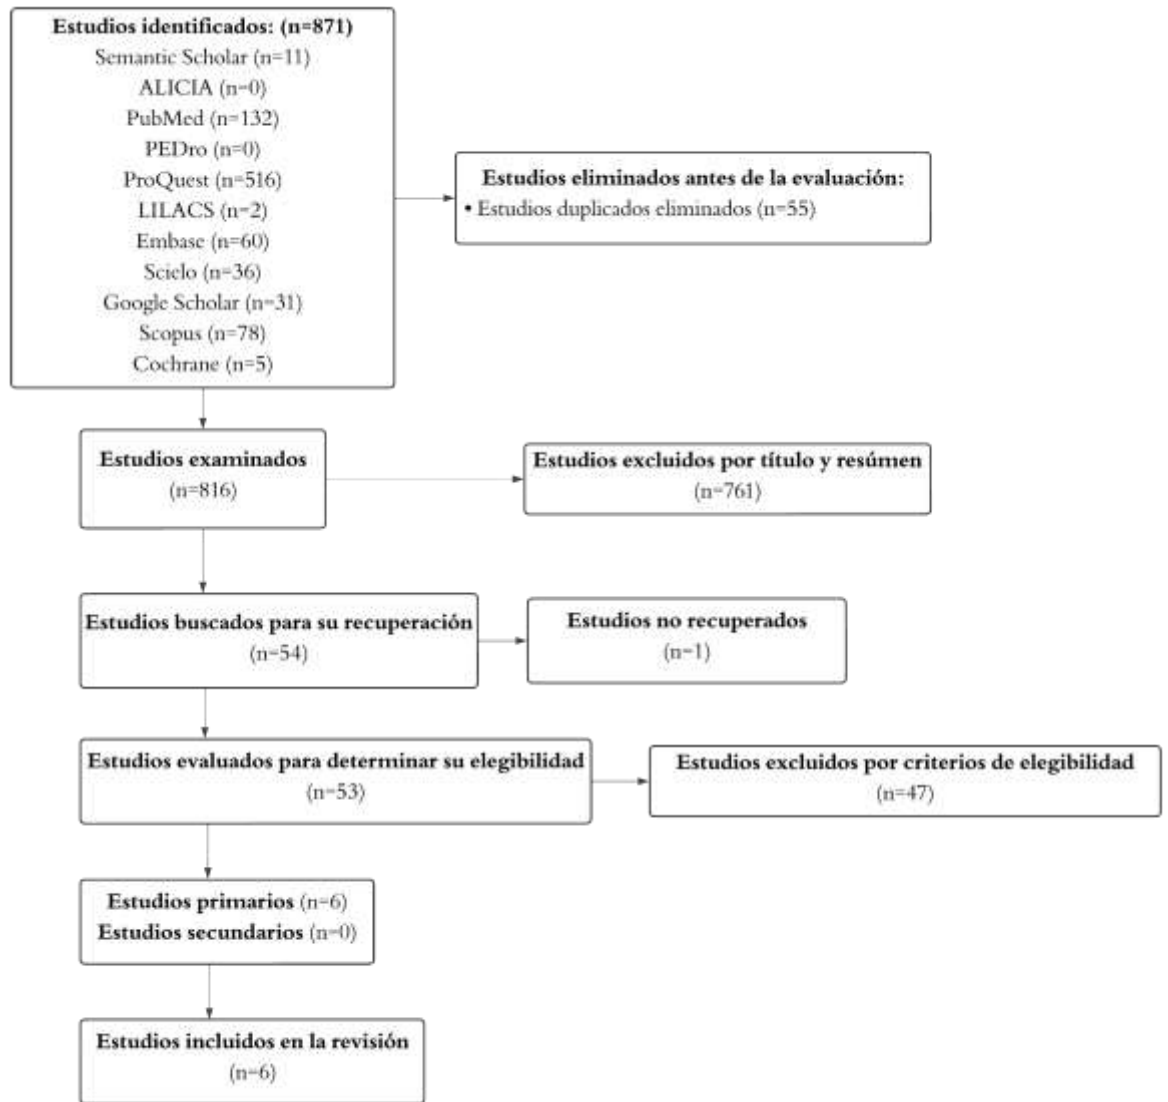 Estudios identificados: (n=871)
Semantic Scholar (n=11)
ALICIA (n=0)
PubMed (n=132)
PEDro (n=0)
ProQuest (n=516)
LILACS (n=2)
Embase (n=60)
Scielo (n=36)
Google Scholar (n=31)
Scopus (n=78)
Cochrane (n=5)
Estudios eliminados antes de la evaluación:
• Estudios duplicados eliminados (n=55)
Estudios examinados
(n=816)
Estudios excluidos por título y resúmen
(n=761)
Estudios buscados para su recuperación
(n=54)
Estudios no recuperados
(n=1)
Estudios evaluados para determinar su elegibilidad
(n=53)
Estudios excluidos por criterios de elegibilidad
(n=47)
Estudios primarios (n=6)
Estudios secundarios (n=0)
Estudios incluidos en la revisión
(n=6)